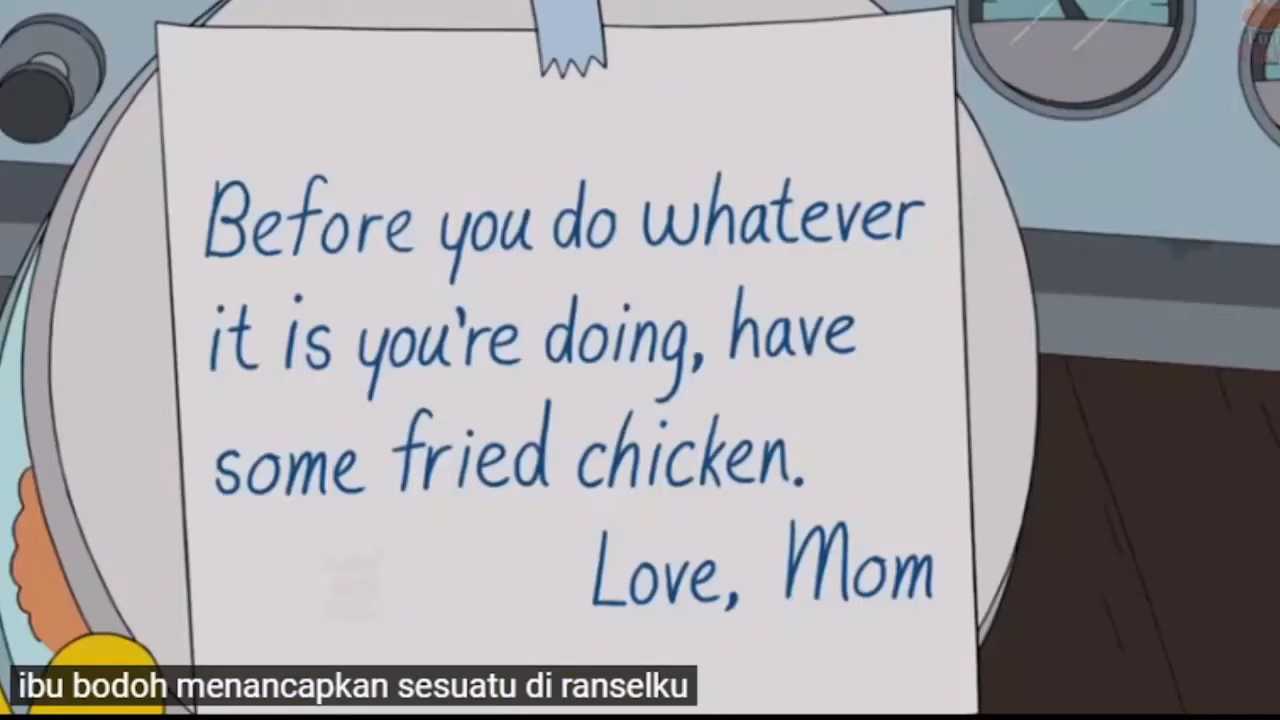 Before you do whatever
it is you're doing, have
some fried chicken.
Love, Mom
ibu bodoh menancapkan sesuatu di ranselku